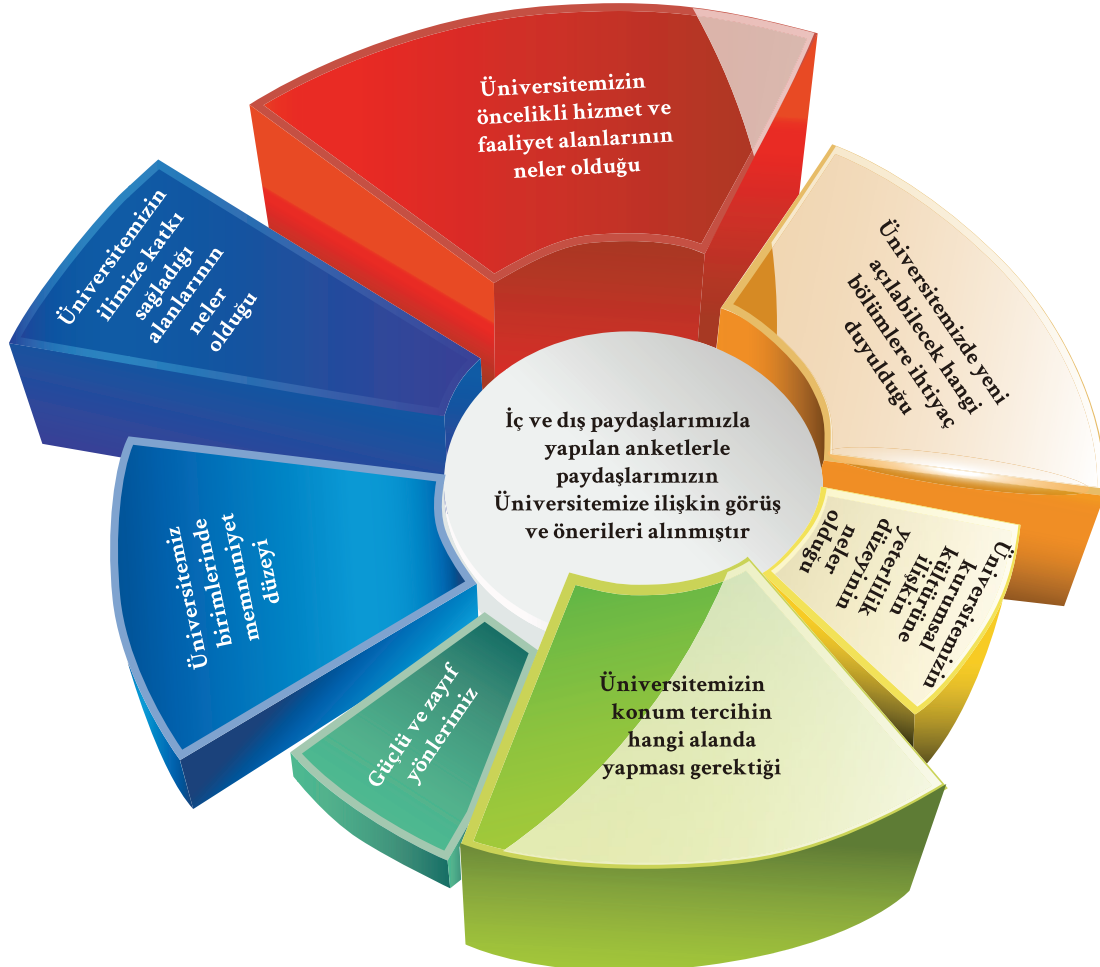 Üniversitemizin
öncelikli hizmet ve
faaliyet alanlarının
neler olduğu
Üniversitemizde yeni
açılabilecek hangi
bölümlere ihtiyaç
duyulduğu
Üniversitemizin
kurumsal
kültürüne
ilişkin
yeterlilik
düzeyinin
neler
olduğu
Üniversitemizin
konum tercihin
hangi alanda
yapması gerektiği
Güçlü ve zayıf
yönlerimiz
Üniversitemiz
birimlerinde
memnuniyet
düzeyi
Üniversitemizin
ilimize katkı
sağladığı
alanlarının
neler
olduğu
İç ve dış paydaşlarımızla
yapılan anketlerle
paydaşlarımızın
Üniversitemize ilişkin görüş
ve önerileri alınmıştır